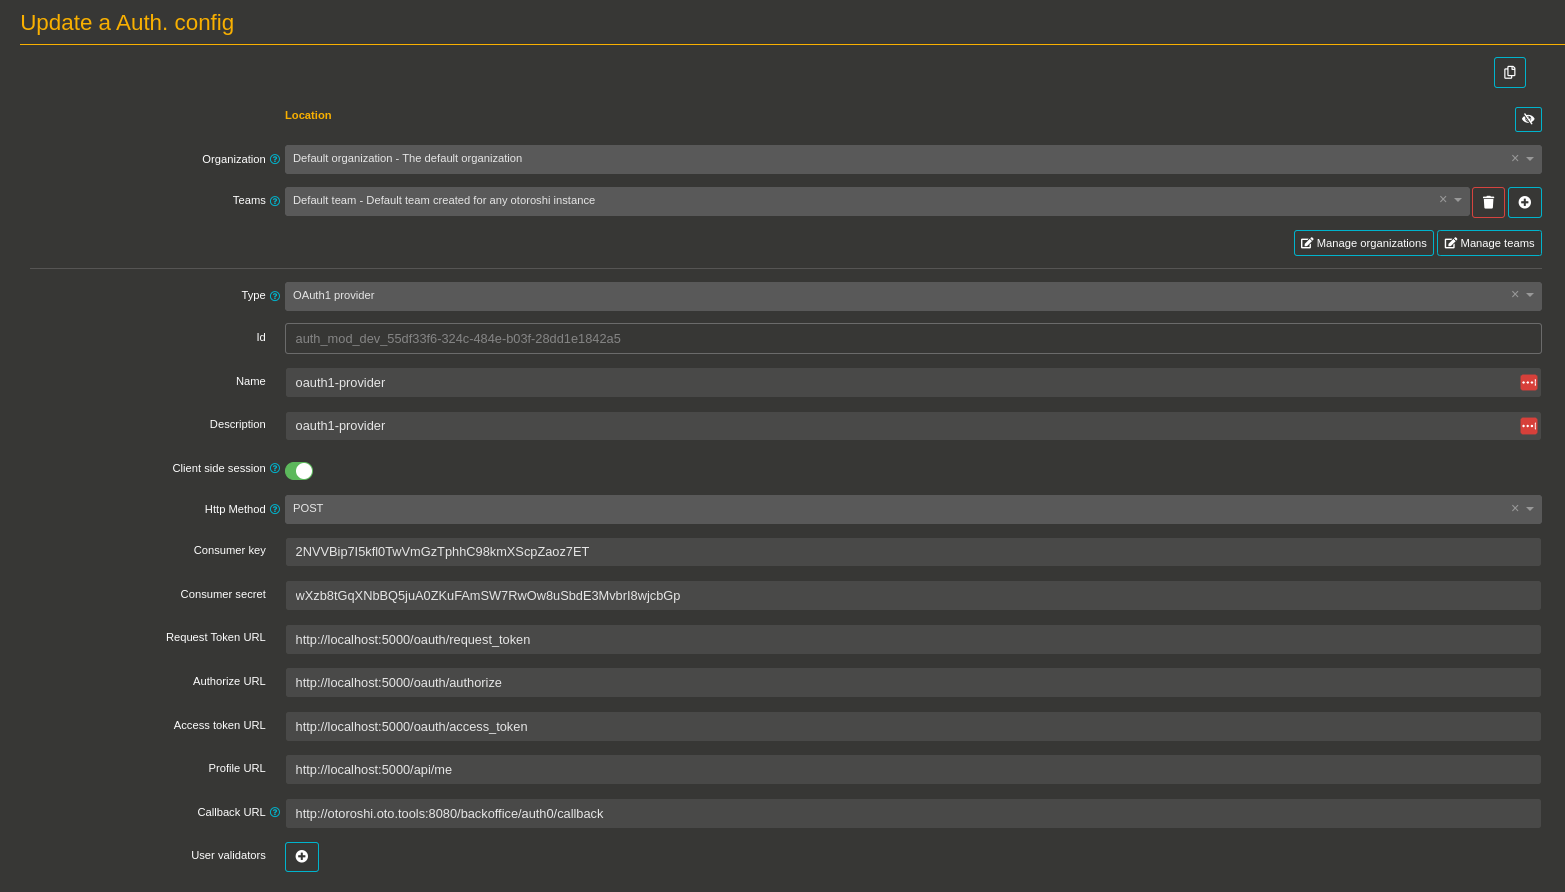 Update a Auth. config
Location
Organization
Default organization - The default organization
Teams
Default team - Default team created for any otoroshi instance
Manage organizations
Manage teams
Type
OAuth1 provider
Id
auth_mod_dev_55df33f6-324c-484e-b03f-28dd1e1842a5
Name
oauth1-provider
Description
oauth1-provider
Client side session
Http Method
POST
Consumer key
2NVVBip7I5kfl0TwVmGzTphhC98kmXScpZaoz7ET
Consumer secret
wXzb8tGqXNbBQ5juA0ZKuFAmSW7RwOw8uSbdE3MvbrI8wjcbGp
Request Token URL
http://localhost:5000/oauth/request_token
Authorize URL
http://localhost:5000/oauth/authorize
Access token URL
http://localhost:5000/oauth/access_token
Profile URL
http://localhost:5000/api/me
Callback URL
http://otoroshi.oto.tools:8080/backoffice/auth0/callback
User validators